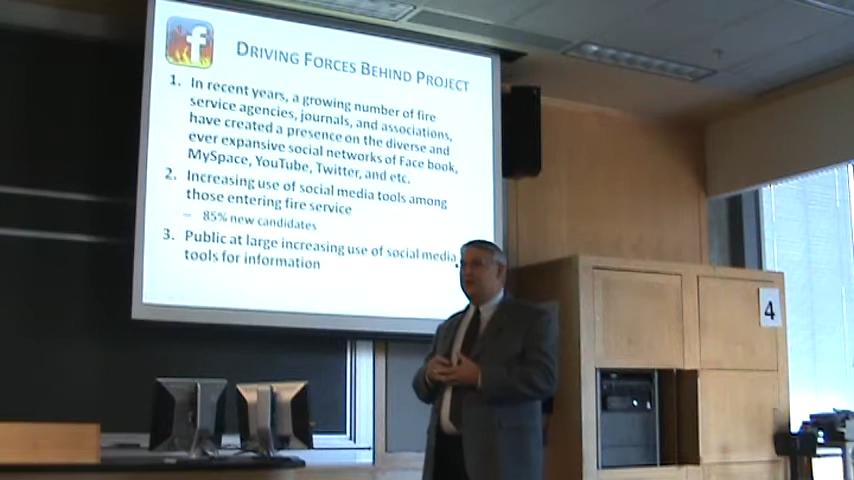 f
DRIVING FORCES BEHIND PROJECT
1. In recent years, a growing number of fire
service agencies, journals, and associations,
have created a presence on the diverse and
ever expansive social networks of Face book,
MySpace, YouTube, Twitter, and etc.
2. Increasing use of social media tools among
those entering fire service
– 85% new candidates
3. Public at large increasing use of social media
tools for information
4